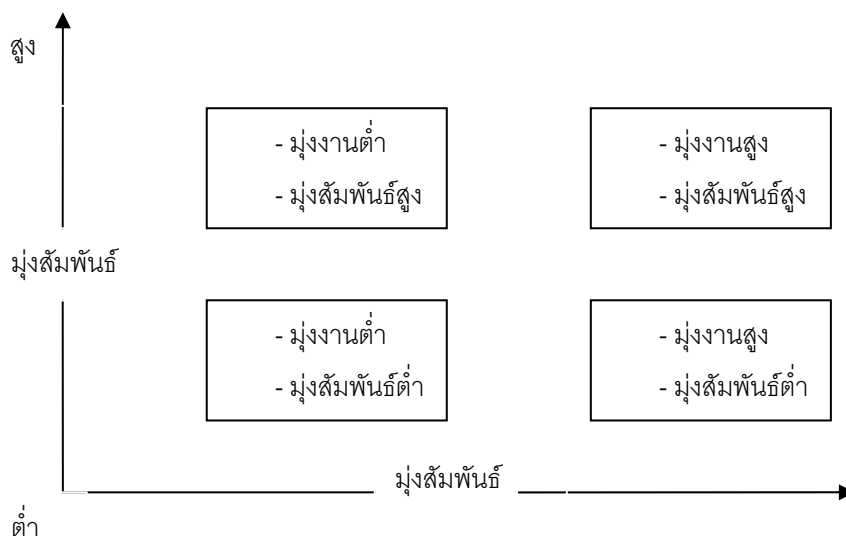 สูง
- มุ่งงานต่ำ
- มุ่งสัมพันธ์สูง
- มุ่งงานสูง
- มุ่งสัมพันธ์สูง
มุ่งสัมพันธ์
- มุ่งงานต่ำ
- มุ่งสัมพันธ์ต่ำ
- มุ่งงานสูง
- มุ่งสัมพันธ์ต่ำ
มุ่งสัมพันธ์
ต่ำ